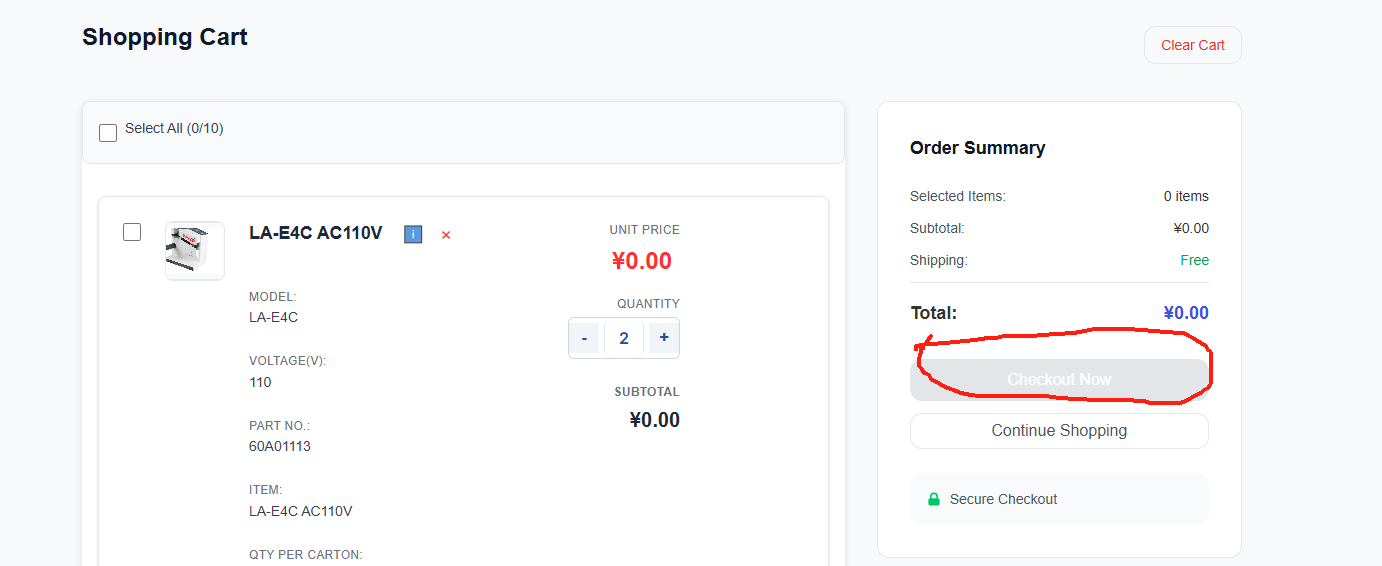 Shopping Cart
Clear Cart
Select All (0/10)
Order Summary
Selected Items: 0 items
Subtotal: ¥0.00
Shipping: Free
Total: ¥0.00
Checkout Now
Continue Shopping
Secure Checkout
LA-E4C AC110V i ×
UNIT PRICE
¥0.00
QUANTITY
- 2 +
SUBTOTAL
¥0.00
MODEL:
LA-E4C
VOLTAGE(V):
110
PART NO.:
60A01113
ITEM:
LA-E4C AC110V
QTY PER CARTON: